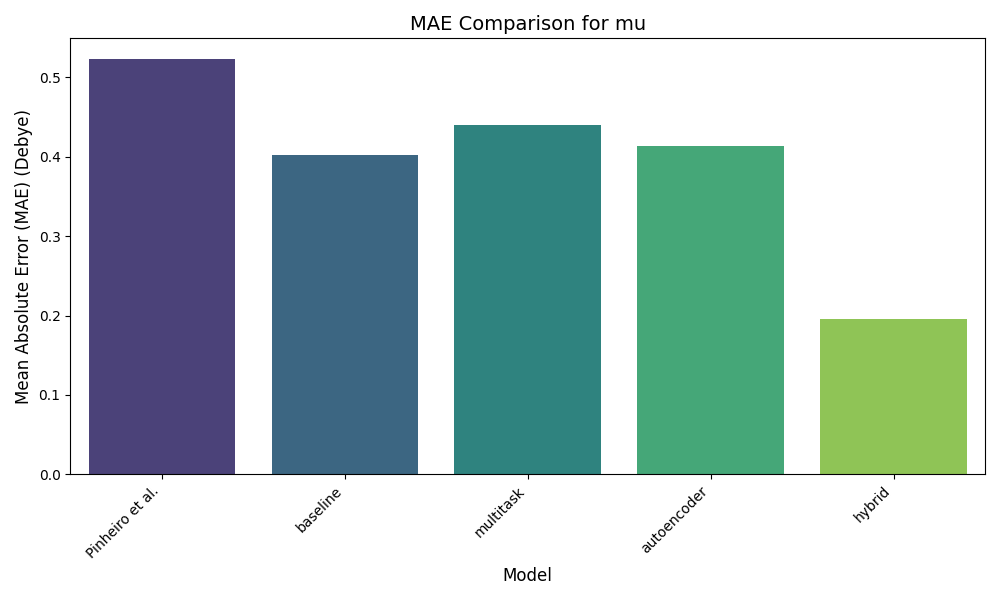 MAE Comparison for mu
Mean Absolute Error (MAE) (Debye)
0.5
0.4
0.3
0.2
0.1
0.0
Pinheiro et al.
baseline
multitask
autoencoder
hybrid
Model